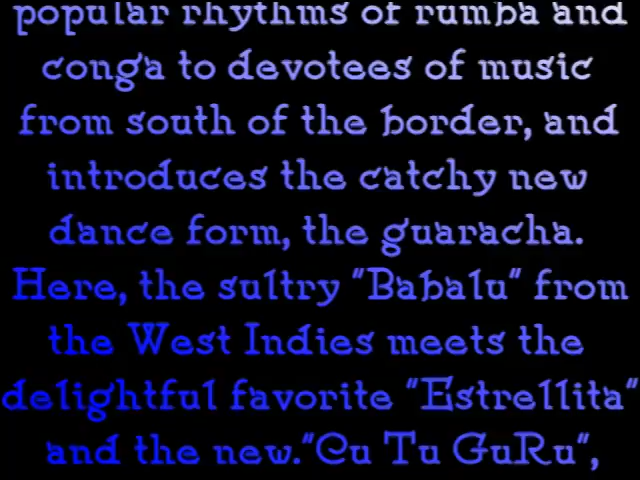 popular rhythms of rumba and
conga to devotees of music
from south of the border, and
introduces the catchy new
dance form, the guaracha.
Here, the sultry "Babalu" from
the West Indies meets the
delightful favorite "Estrellita"
and the new."Cu Tu GuRu",